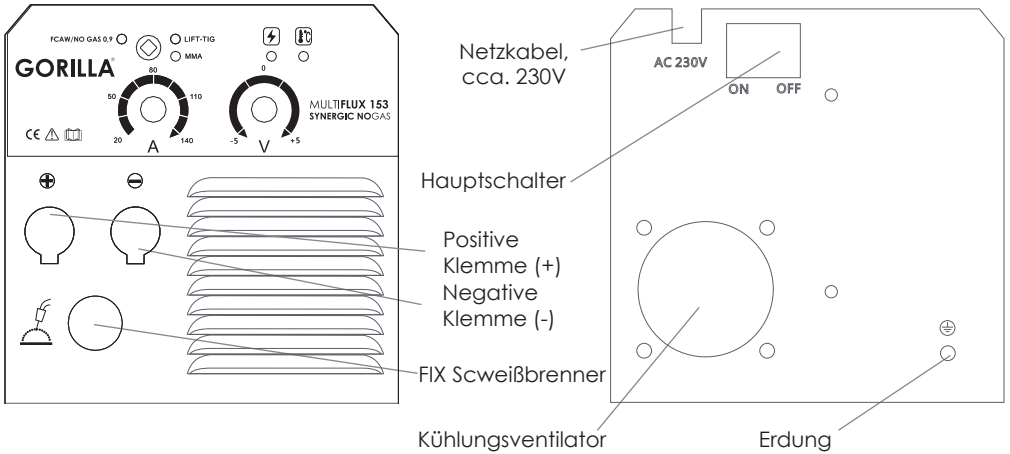 FCAW/NO GAS 0,9
LIFT-TIG
MMA
GORILLA
20
50
80
110
140
A
0
-5
+5
V
MULTIFLUX 153
SYNERGIC NOGAS
CE
Netzkabel,
cca. 230V
AC 230V
ON OFF
Hauptschalter
Positive
Klemme (+)
Negative
Klemme (-)
FIX Scweißbrenner
Kühlungsventilator
Erdung